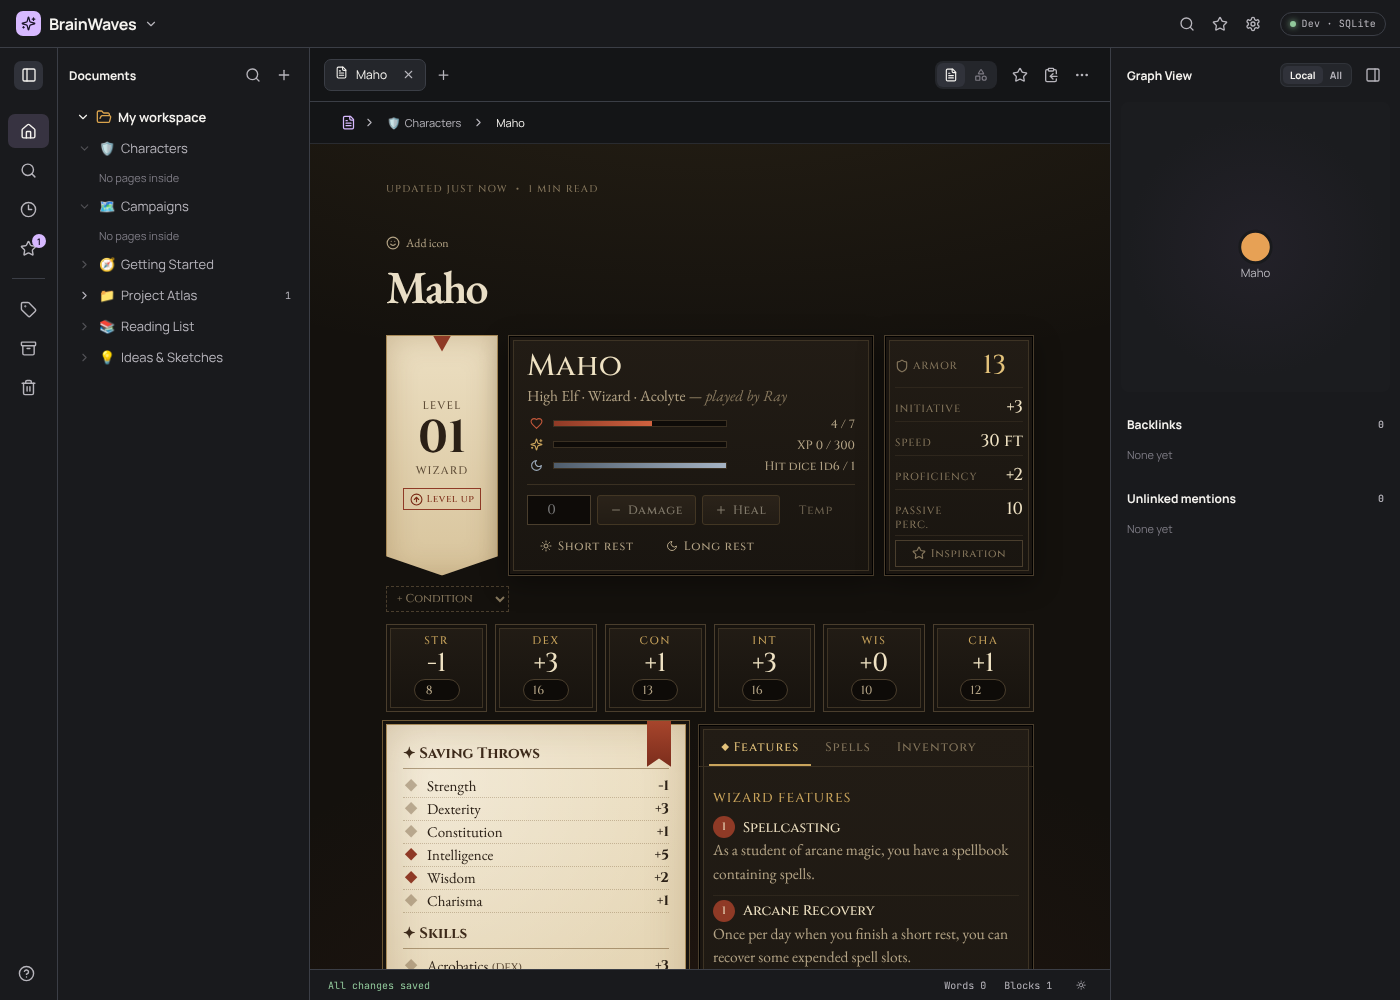 BrainWaves
Dev · SQLite
Documents
My workspace
Characters
No pages inside
Campaigns
No pages inside
Getting Started
Project Atlas 1
Reading List
Ideas & Sketches
1
Maho
Characters > Maho
UPDATED JUST NOW • 1 MIN READ
Add icon
Maho
LEVEL
01
WIZARD
LEVEL UP
MAHO
High Elf · Wizard · Acolyte — played by Ray
4 / 7
XP 0 / 300
HIT DICE 1D6 / 1
0 − DAMAGE + HEAL TEMP
SHORT REST LONG REST
ARMOR 13
INITIATIVE +3
SPEED 30 FT
PROFICIENCY +2
PASSIVE PERC. 10
INSPIRATION
+ CONDITION
STR
-1
8
DEX
+3
16
CON
+1
13
INT
+3
16
WIS
+0
10
CHA
+1
12
SAVING THROWS
Strength -1
Dexterity +3
Constitution +1
Intelligence +5
Wisdom +2
Charisma +1
SKILLS
Acrobatics (DEX) +3
FEATURES SPELLS INVENTORY
WIZARD FEATURES
1 SPELLCASTING
As a student of arcane magic, you have a spellbook
containing spells.
1 ARCANE RECOVERY
Once per day when you finish a short rest, you can
recover some expended spell slots.
Graph View
Local All
Maho
Backlinks 0
None yet
Unlinked mentions 0
None yet
All changes saved
Words 0 Blocks 1